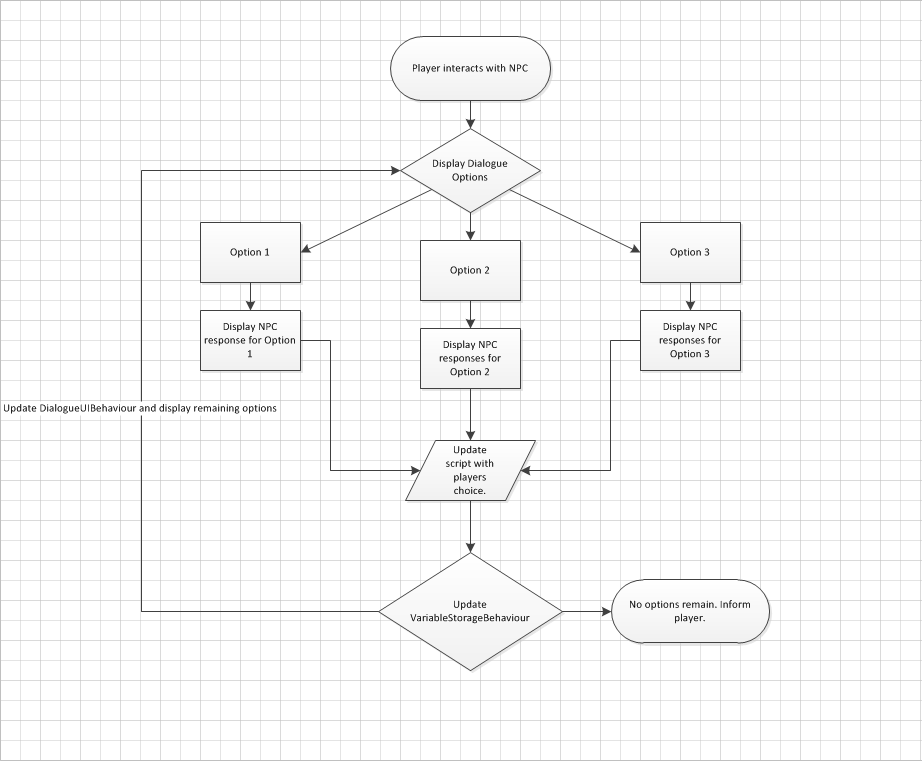 Player interacts with NPC
Display Dialogue
Options
Option 1
Option 2
Option 3
Display NPC
response for Option
1
Display NPC
responses for
Option 2
Display NPC
responses for
Option 3
Update DialogueUIBehaviour and display remaining options
Update
script with
players
choice.
Update
VariableStorageBehaviour
No options remain. Inform
player.